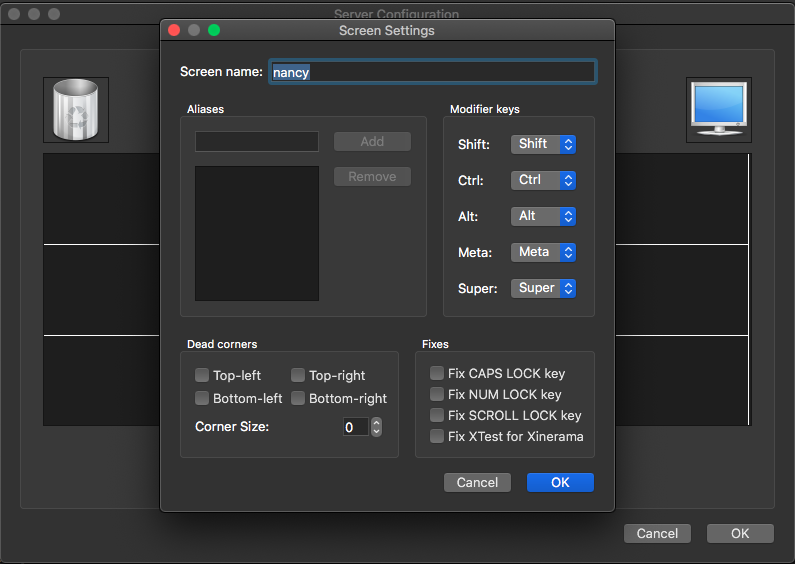 Server Configuration
Screen Settings
Screen name: nancy
Aliases
Add
Remove
Modifier keys
Shift: Shift
Ctrl: Ctrl
Alt: Alt
Meta: Meta
Super: Super
Dead corners
Top-left Top-right
Bottom-left Bottom-right
Corner Size: 0
Fixes
Fix CAPS LOCK key
Fix NUM LOCK key
Fix SCROLL LOCK key
Fix XTest for Xinerama
Cancel OK
Cancel OK